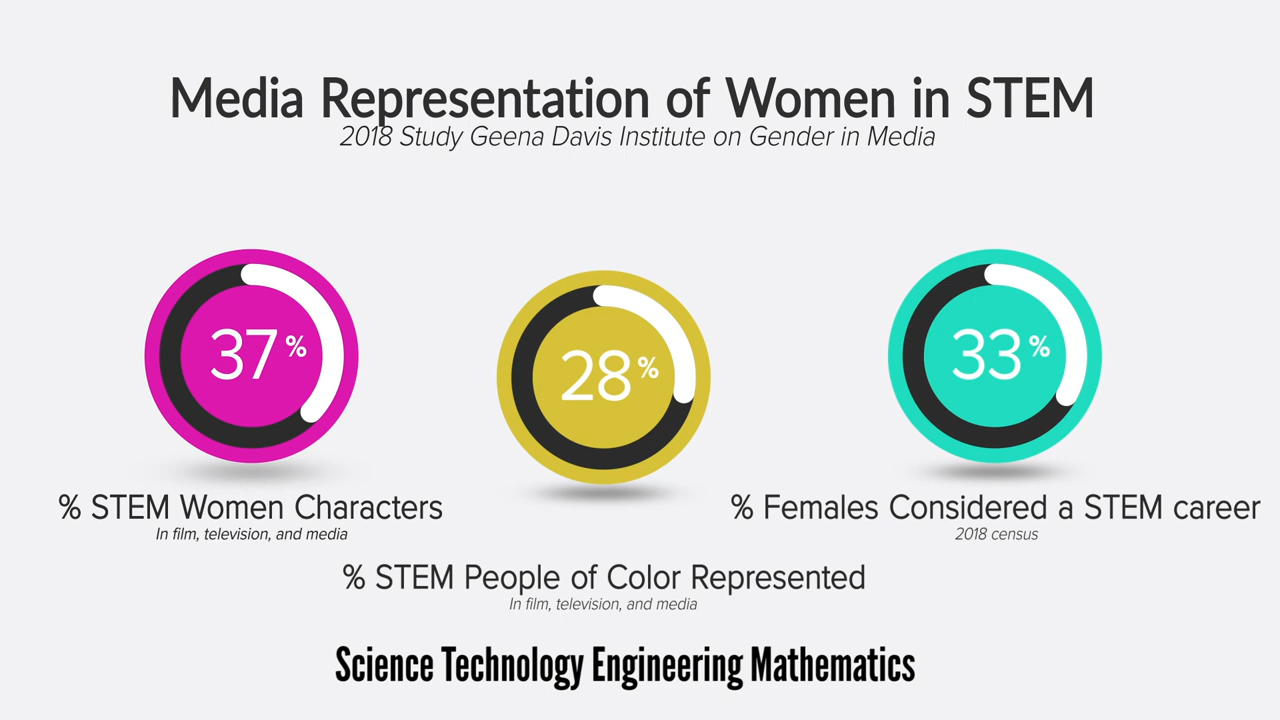 Media Representation of Women in STEM
2018 Study Geena Davis Institute on Gender in Media
37%
28%
33%
% STEM Women Characters
In film, television, and media
% Females Considered a STEM career
2018 census
% STEM People of Color Represented
In film, television, and media
Science Technology Engineering Mathematics